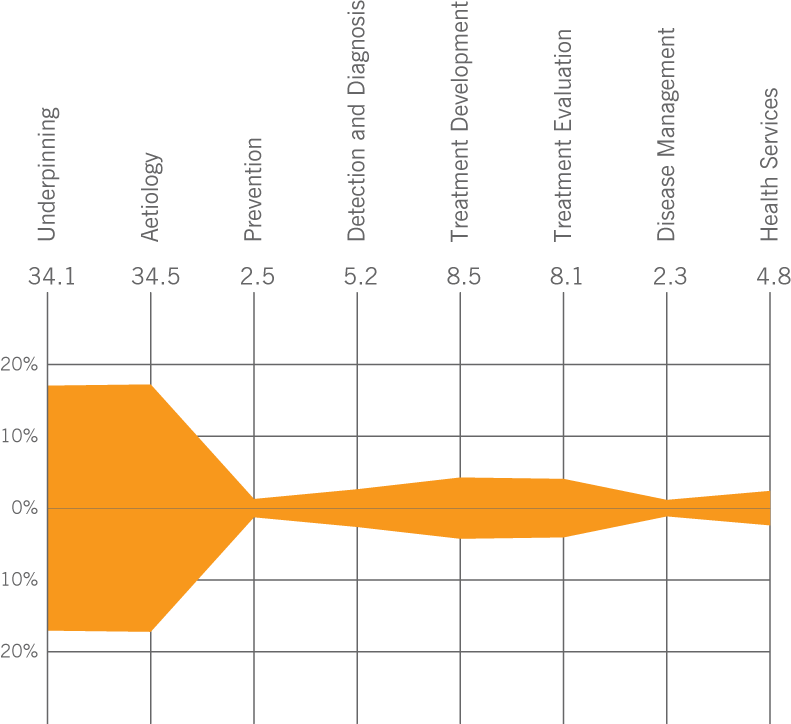 Underpinning
Aetiology
Prevention
Detection and Diagnosis
Treatment Development
Treatment Evaluation
Disease Management
Health Services
34.1 34.5 2.5 5.2 8.5 8.1 2.3 4.8
20%
10%
0%
10%
20%